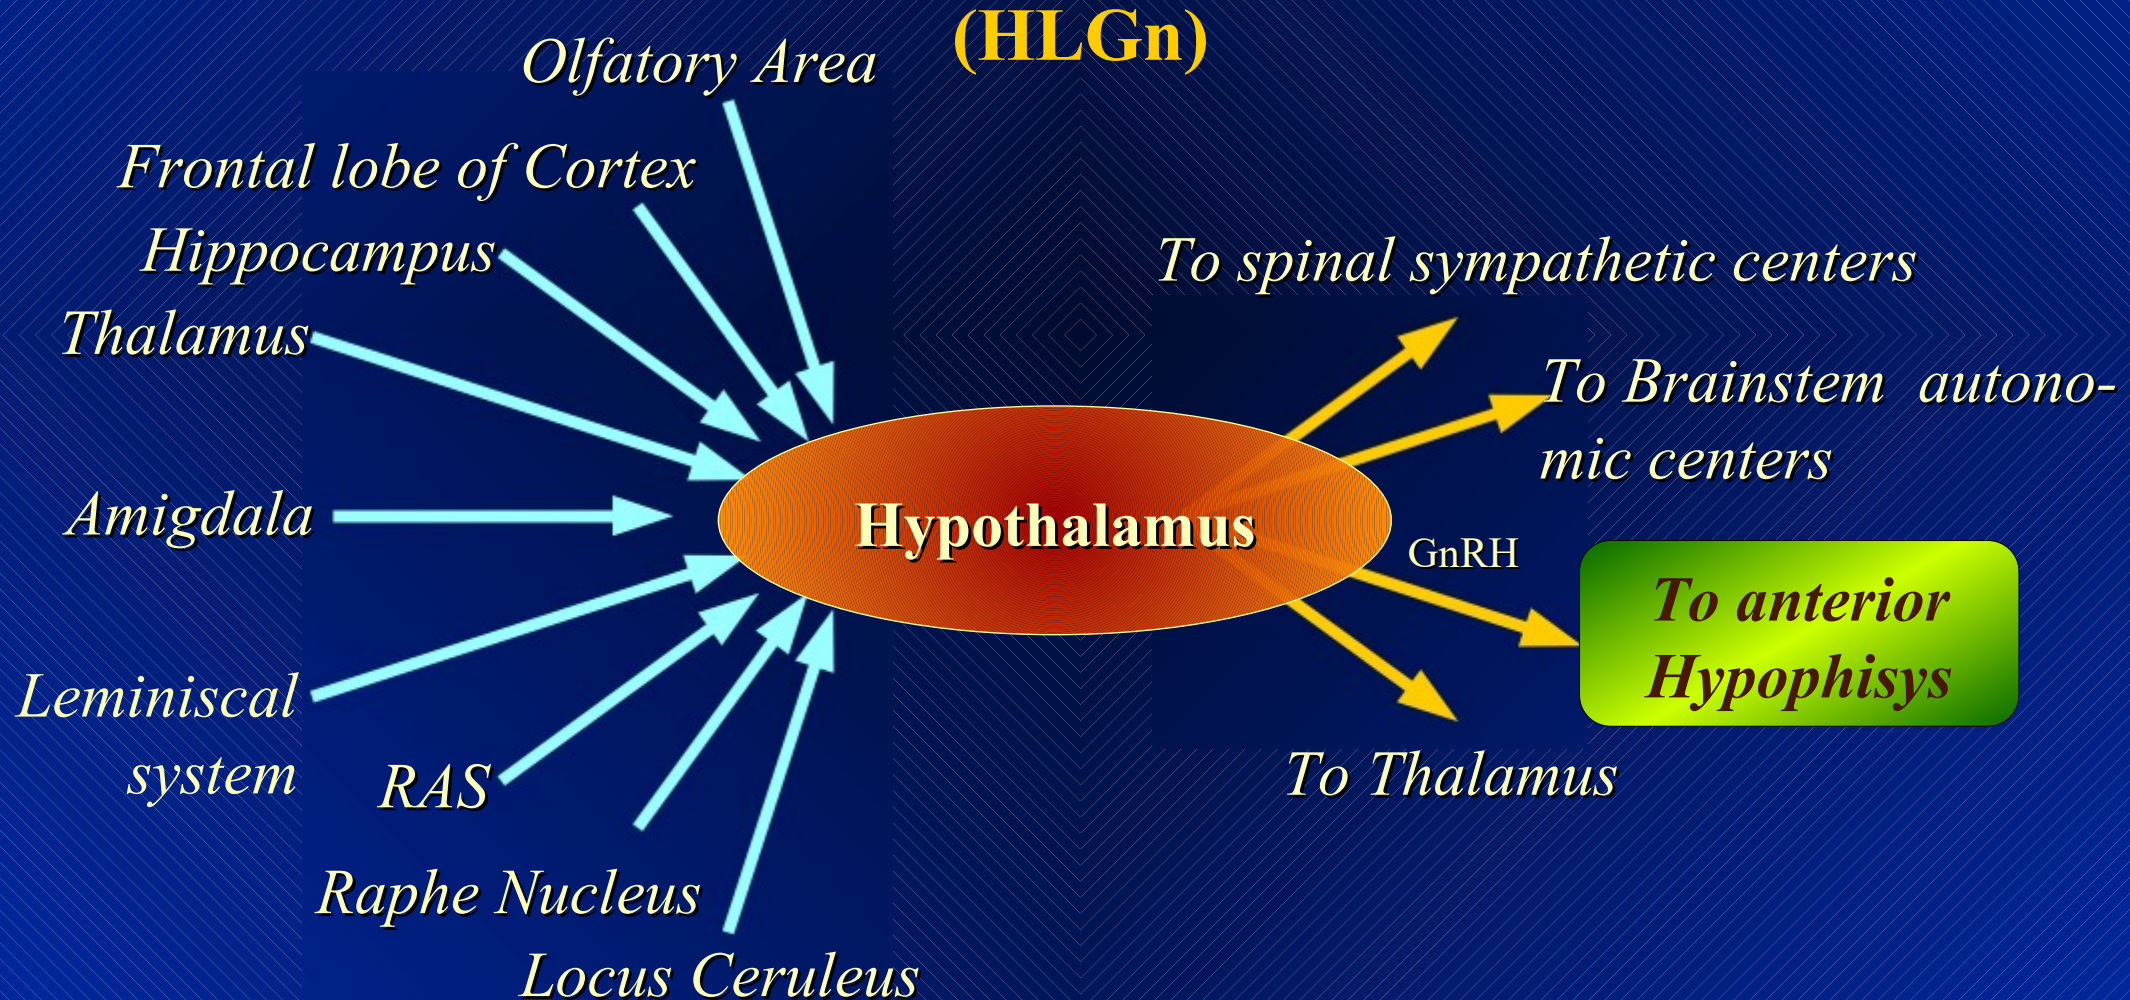 (HLGn)
Olfatory Area
Frontal lobe of Cortex
Hippocampus
Thalamus
Amigdala
Leminiscal
system
RAS
Raphe Nucleus
Locus Ceruleus
Hypothalamus
To spinal sympathetic centers
To Brainstem autono-
mic centers
GnRH
To anterior
Hypophisys
To Thalamus